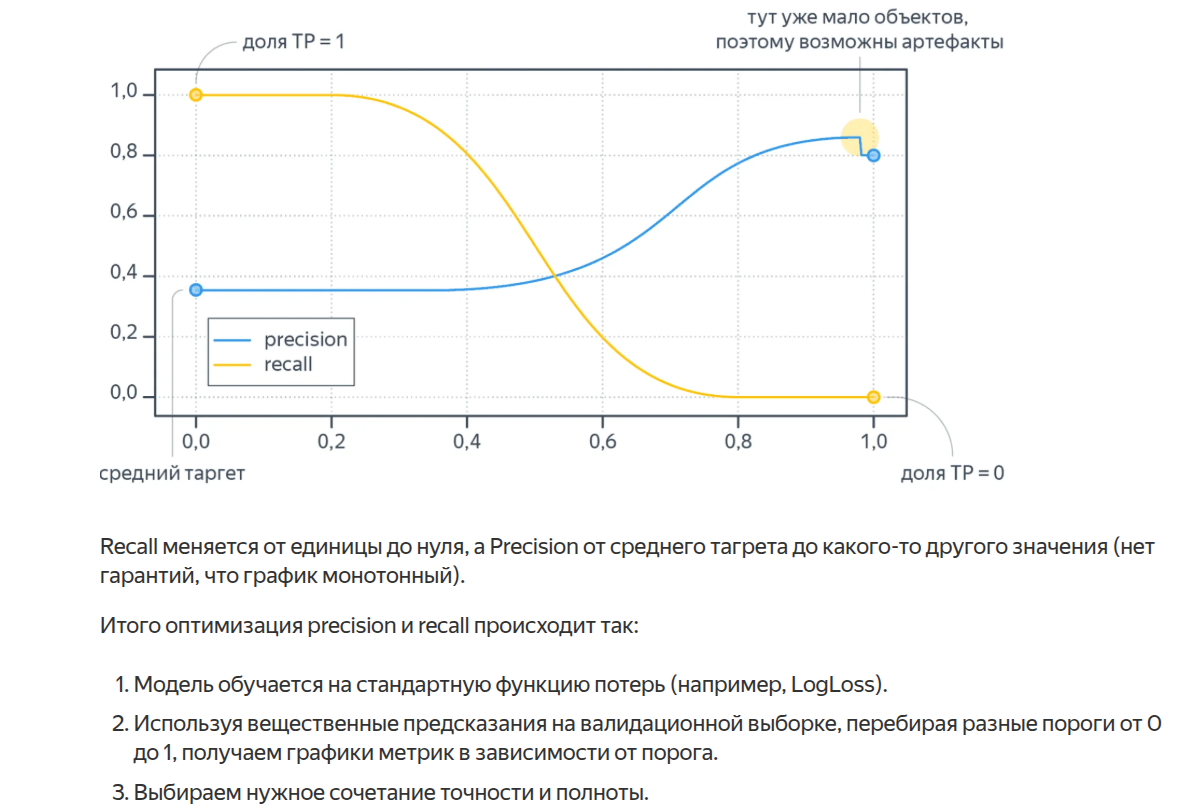 доля TP = 1
тут уже мало объектов,
поэтому возможны артефакты
1,0
0,8
0,6
0,4
0,2
0,0
precision
recall
0,0 0,2 0,4 0,6 0,8 1,0
средний таргет
доля TP = 0
Recall меняется от единицы до нуля, а Precision от среднего тагрета до какого-то другого значения (нет
гарантий, что график монотонный).
Итого оптимизация precision и recall происходит так:
1. Модель обучается на стандартную функцию потерь (например, LogLoss).
2. Используя вещественные предсказания на валидационной выборке, перебирая разные пороги от 0
до 1, получаем графики метрик в зависимости от порога.
3. Выбираем нужное сочетание точности и полноты.